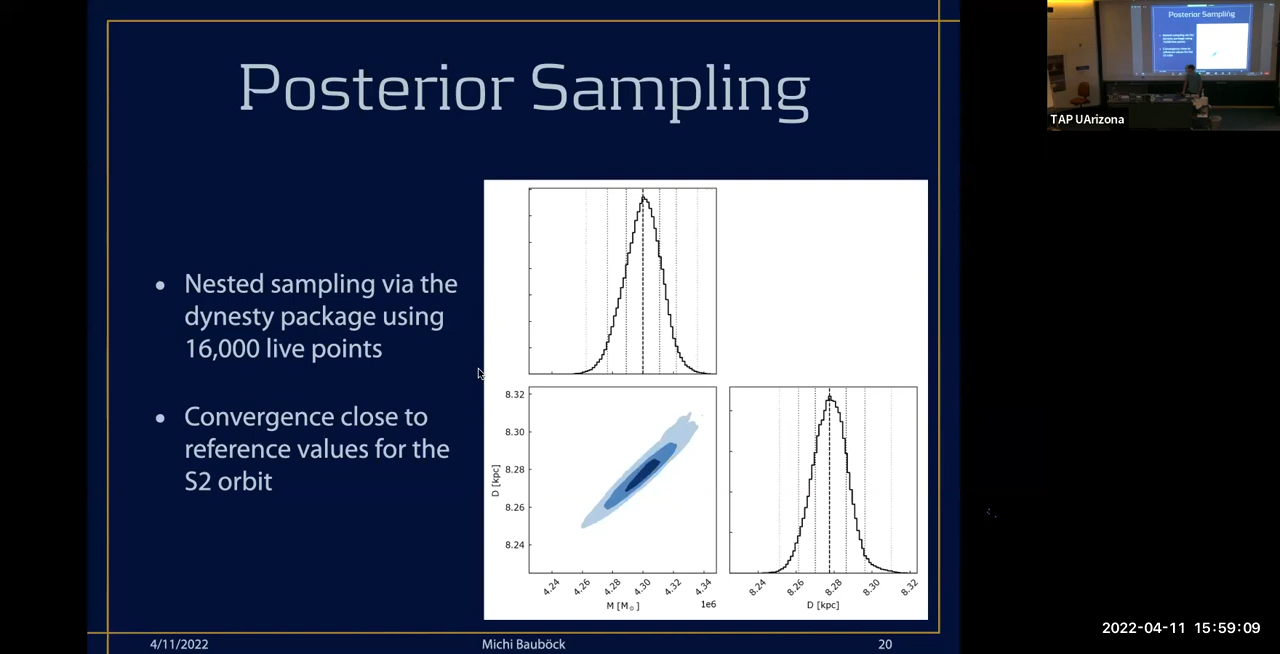 Posterior Sampling
Posterior Sampling
TAP UArizona
Nested sampling via the
dynesty package using
16,000 live points
Convergence close to
reference values for the
S2 orbit
8.32
8.30
8.28
8.26
8.24
D [kpc]
4.24
4.26
4.28
4.30
4.32
4.34
M [M☉]
1e6
8.24
8.26
8.28
8.30
8.32
D [kpc]
4/11/2022
Michi Bauböck
20
2022-04-11 15:59:09